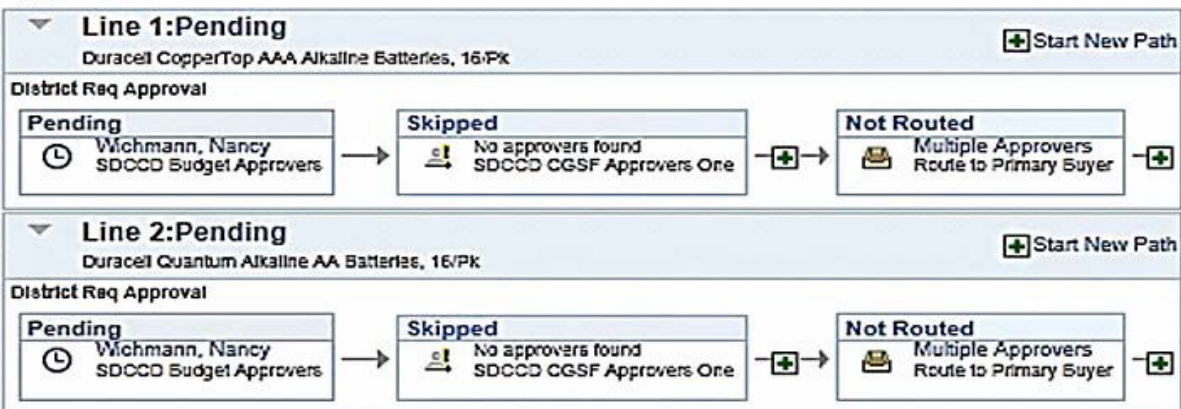 Line 1:Pending
Start New Path
Duracell CopperTop AAA Alkaline Batteries, 16/Pk
District Req Approval
Pending
Skipped
Not Routed
Wichmann, Nancy
No approvers found
Multiple Approvers
SDCCD Budget Approvers
SDCCD CGSF Approvers One
Route to Primary Buyer
Line 2:Pending
Start New Path
Duracell Quantum Alkaline AA Batteries, 16/Pk
District Req Approval
Pending
Skipped
Not Routed
Wichmann, Nancy
No approvers found
Multiple Approvers
SDCCD Budget Approvers
SDCCD CGSF Approvers One
Route to Primary Buyer